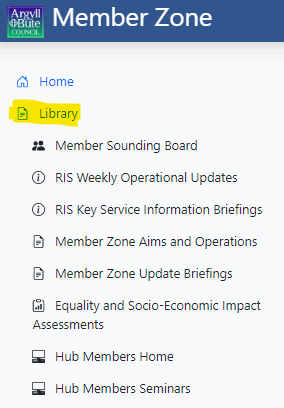 Argyll
&Bute
COUNCIL
Member Zone
Home
Library
Member Sounding Board
RIS Weekly Operational Updates
RIS Key Service Information Briefings
Member Zone Aims and Operations
Member Zone Update Briefings
Equality and Socio-Economic Impact
Assessments
Hub Members Home
Hub Members Seminars